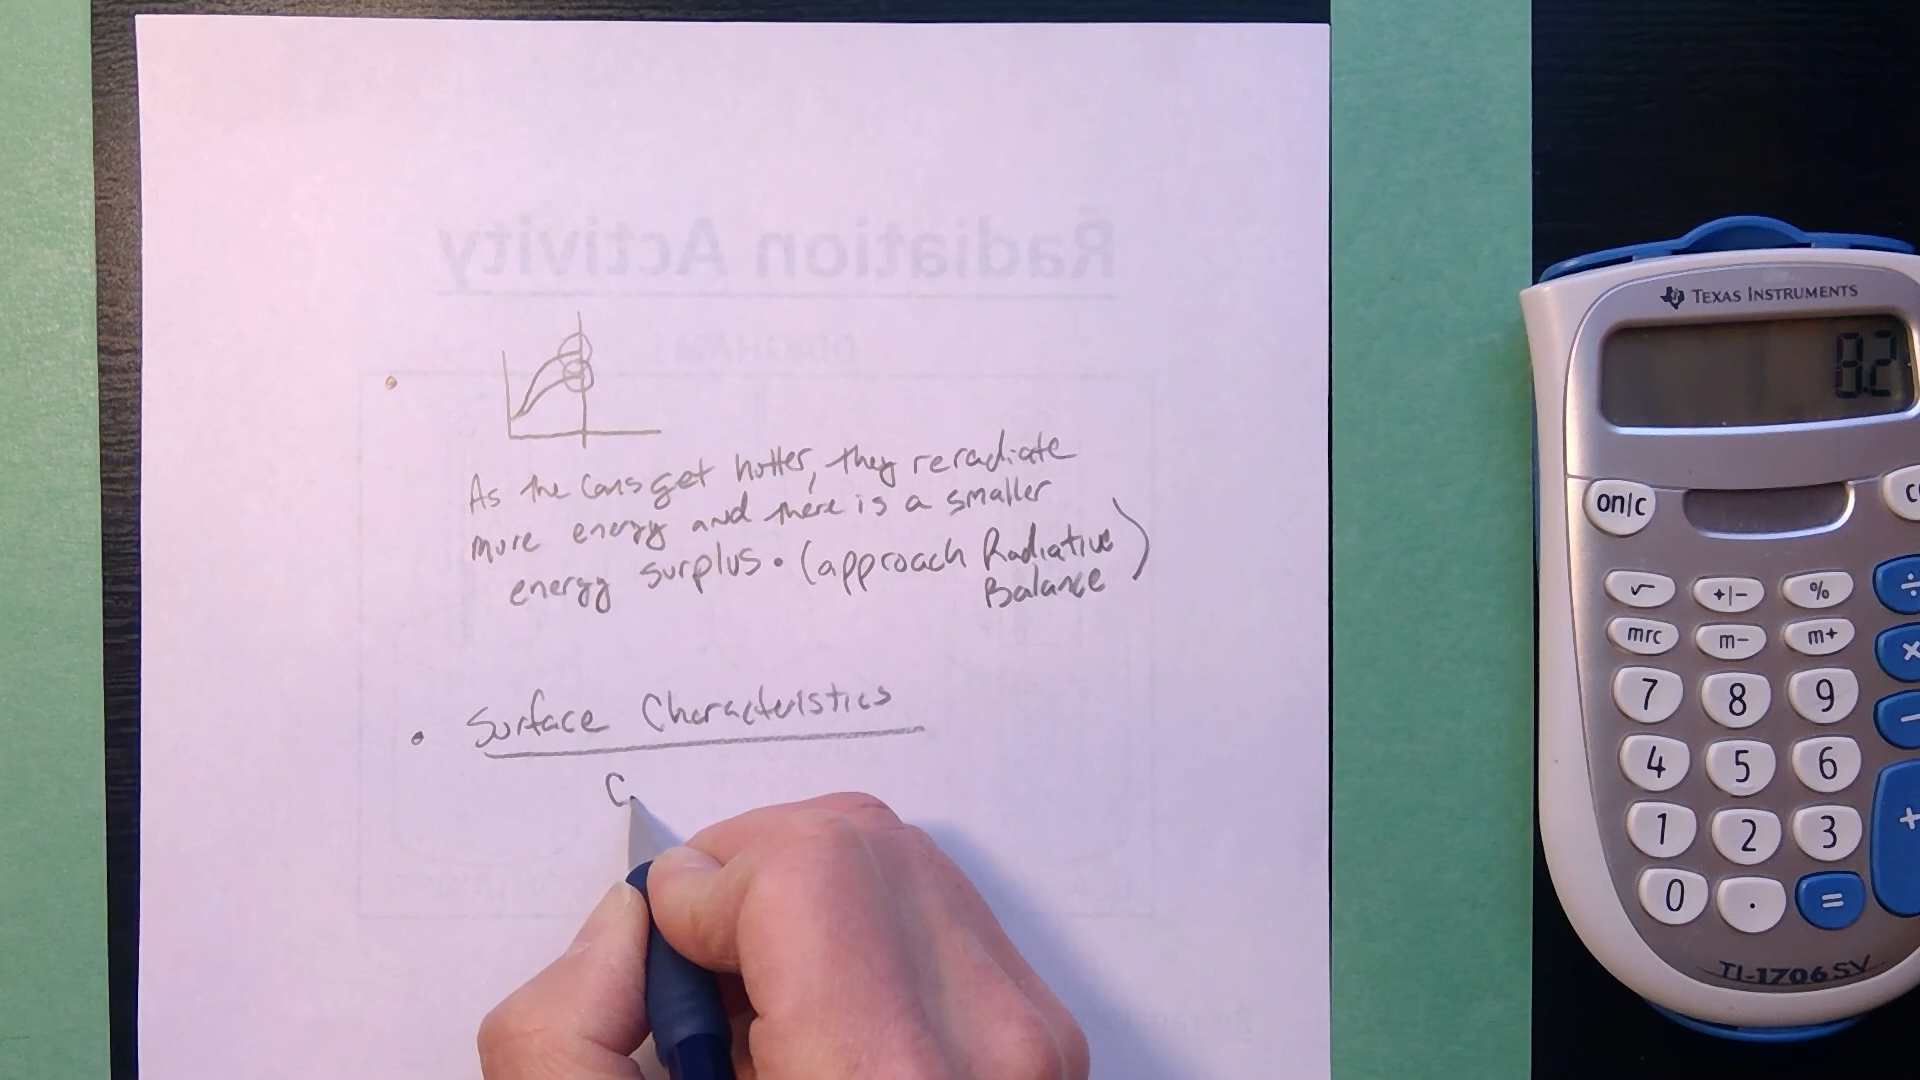 Radiation Activity
As the cans get hotter, they reradiate
more energy and there is a smaller
energy surplus. (approach Radiative
Balance)
• Surface Characteristics
C
TEXAS INSTRUMENTS
8.2
on/c
√ +|− % ÷
mrc m− m+ ×
7 8 9 −
4 5 6
1 2 3 +
0 . =
TI-1706 SV